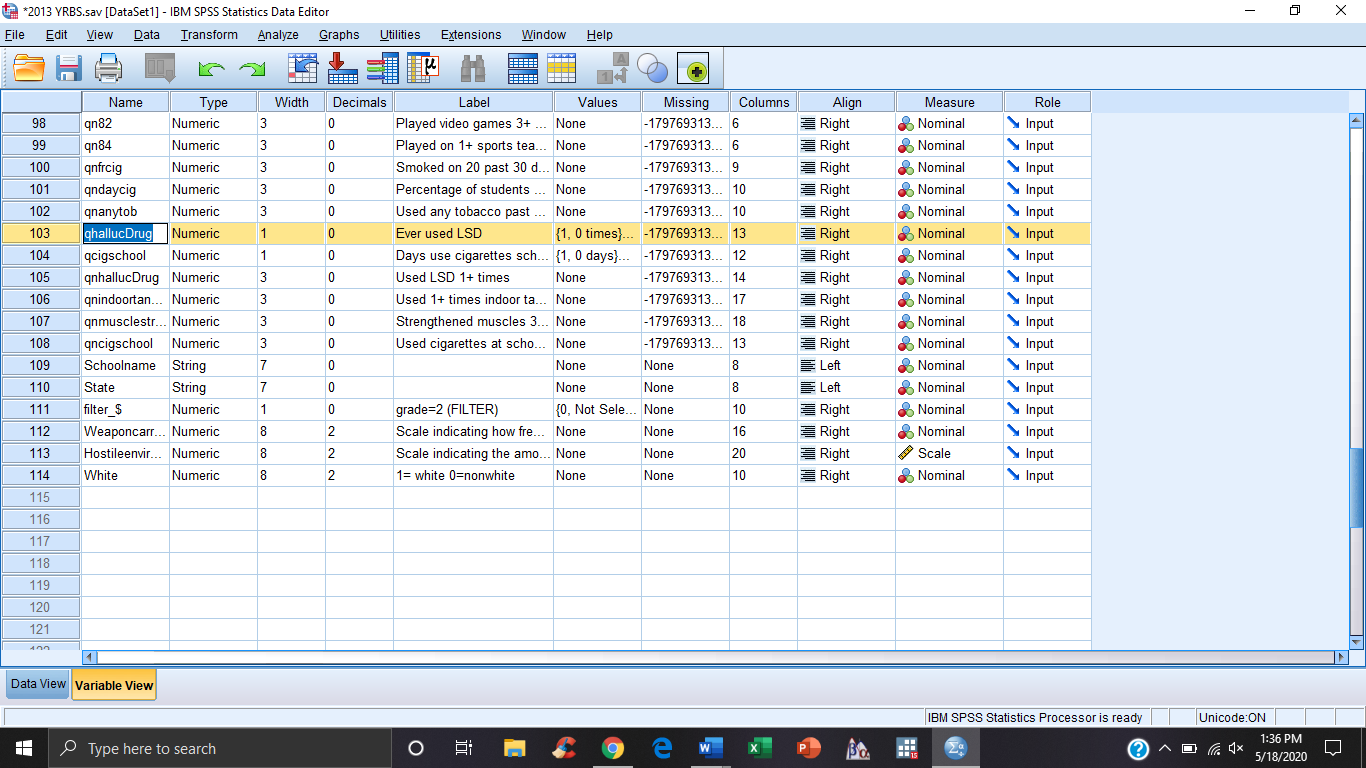 *2013 YRBS.sav [DataSet1] - IBM SPSS Statistics Data Editor
File Edit View Data Transform Analyze Graphs Utilities Extensions Window Help
Name Type Width Decimals Label Values Missing Columns Align Measure Role
98 qn82 Numeric 3 0 Played video games 3+ ... None -179769313... 6 Right Nominal Input
99 qn84 Numeric 3 0 Played on 1+ sports tea... None -179769313... 6 Right Nominal Input
100 qnfrcig Numeric 3 0 Smoked on 20 past 30 d... None -179769313... 9 Right Nominal Input
101 qndaycig Numeric 3 0 Percentage of students ... None -179769313... 10 Right Nominal Input
102 qnanytob Numeric 3 0 Used any tobacco past ... None -179769313... 10 Right Nominal Input
103 qhallucDrug Numeric 1 0 Ever used LSD {1, 0 times}... -179769313... 13 Right Nominal Input
104 qcigschool Numeric 1 0 Days use cigarettes sch... {1, 0 days}... -179769313... 12 Right Nominal Input
105 qnhallucDrug Numeric 3 0 Used LSD 1+ times None -179769313... 14 Right Nominal Input
106 qnindoortan... Numeric 3 0 Used 1+ times indoor ta... None -179769313... 17 Right Nominal Input
107 qnmusclestr... Numeric 3 0 Strengthened muscles 3... None -179769313... 18 Right Nominal Input
108 qncigschool Numeric 3 0 Used cigarettes at scho... None -179769313... 13 Right Nominal Input
109 Schoolname String 7 0 None None 8 Left Nominal Input
110 State String 7 0 None None 8 Left Nominal Input
111 filter_$ Numeric 1 0 grade=2 (FILTER) {0, Not Sele... None 10 Right Nominal Input
112 Weaponcarr... Numeric 8 2 Scale indicating how fre... None None 16 Right Nominal Input
113 Hostileenvir... Numeric 8 2 Scale indicating the amo... None None 20 Right Scale Input
114 White Numeric 8 2 1= white 0=nonwhite None None 10 Right Nominal Input
115
116
117
118
119
120
121
Data View Variable View
IBM SPSS Statistics Processor is ready Unicode:ON
Type here to search
1:36 PM
5/18/2020